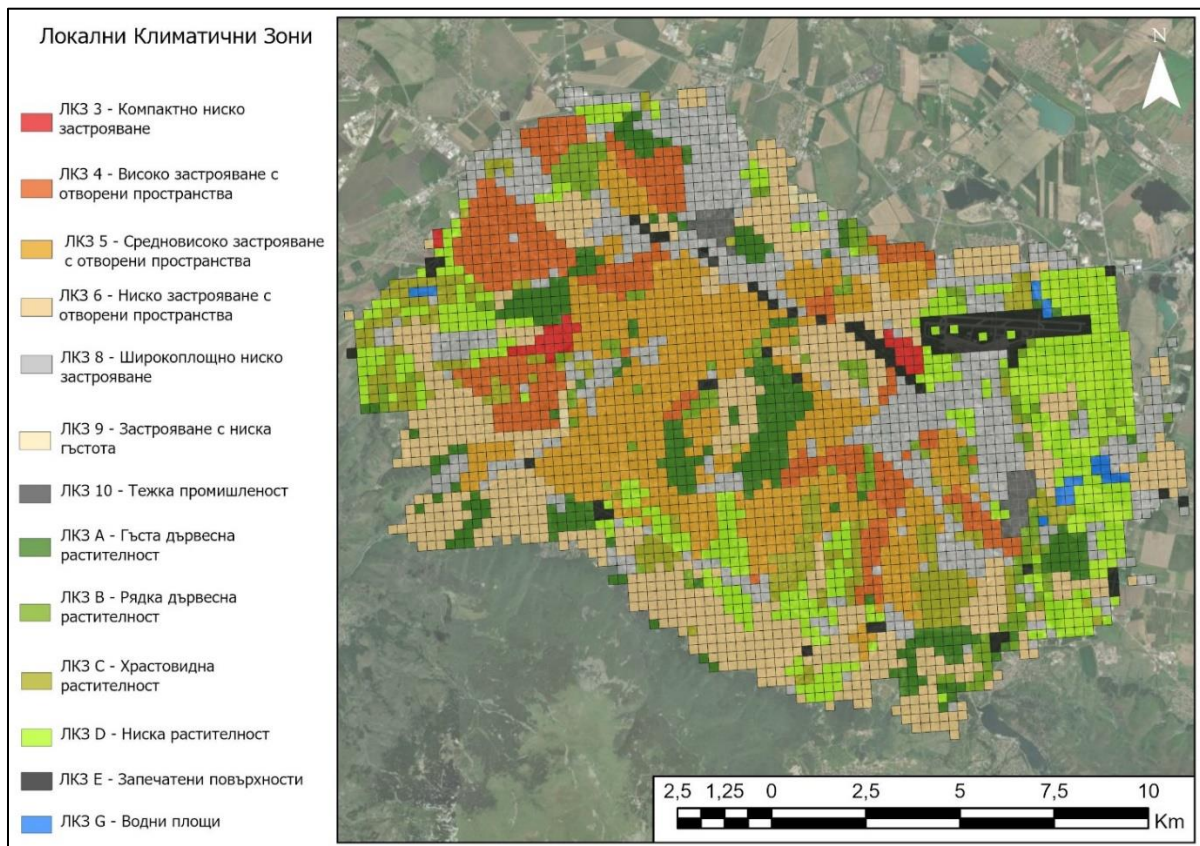 Локални Климатични Зони
ЛКЗ 3 - Компактно ниско
застрояване
ЛКЗ 4 - Високо застрояване с
отворени пространства
ЛКЗ 5 - Средновисоко застрояване
с отворени пространства
ЛКЗ 6 - Ниско застрояване с
отворени пространства
ЛКЗ 8 - Широкоплощно ниско
застрояване
ЛКЗ 9 - Застрояване с ниска
гъстота
ЛКЗ 10 - Тежка промишленост
ЛКЗ A - Гъста дървесна
растителност
ЛКЗ B - Рядка дървесна
растителност
ЛКЗ C - Храстовидна
растителност
ЛКЗ D - Ниска растителност
ЛКЗ E - Запечатени повърхности
ЛКЗ G - Водни площи
N
2,5 1,25 0 2,5 5 7,5 10
Km